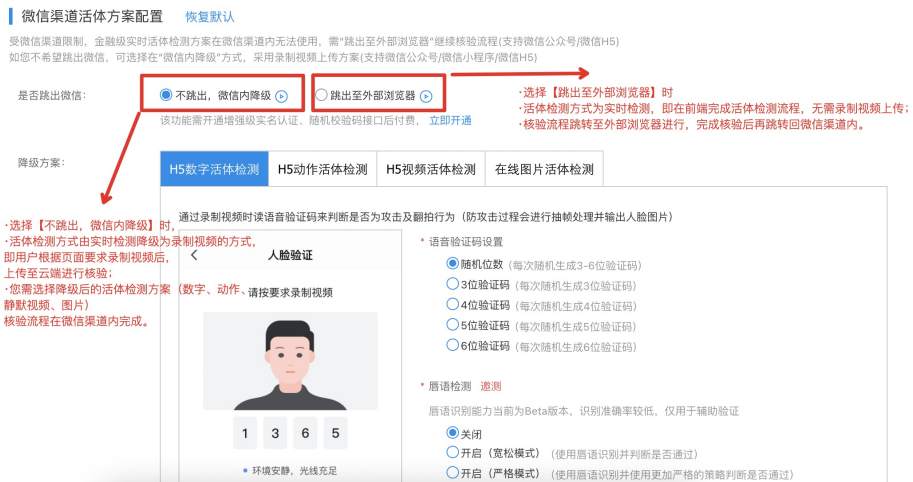 微信渠道活体方案配置 恢复默认
受微信渠道限制，金融级实时活体检测方案在微信渠道内无法使用，需“跳出至外部浏览器”继续核验流程(支持微信公众号/微信H5)
如您不希望跳出微信，可选择在“微信内降级”方式，采用录制视频上传方案(支持微信公众号/微信小程序/微信H5)
是否跳出微信： 不跳出，微信内降级 跳出至外部浏览器
该功能需开通增强级实名认证、随机校验码接口后付费， 立即开通
·选择【跳出至外部浏览器】时
·活体检测方式为实时检测，即在前端完成活体检测流程，无需录制视频上传；
·核验流程跳转至外部浏览器进行，完成核验后再跳转回微信渠道内。
降级方案： H5数字活体检测 H5动作活体检测 H5视频活体检测 在线图片活体检测
通过录制视频时读语音验证码来判断是否为攻击及翻拍行为（防攻击过程会进行抽帧处理并输出人脸图片）
·选择【不跳出，微信内降级】时，
·活体检测方式由实时检测降级为录制视频的方式，
即用户根据页面要求录制视频后，
上传至云端进行核验；
·您需选择降级后的活体检测方案（数字、动作、
静默视频、图片）
核验流程在微信渠道内完成。
人脸验证
请按要求录制视频
1 3 6 5
环境安静，光线充足
* 语音验证码设置
随机位数（每次随机生成3-6位验证码）
3位验证码（每次随机生成3位验证码）
4位验证码（每次随机生成4位验证码）
5位验证码（每次随机生成5位验证码）
6位验证码（每次随机生成6位验证码）
* 唇语检测 邀测
唇语识别能力当前为Beta版本，识别准确率较低，仅用于辅助验证
关闭
开启（宽松模式）（使用唇语识别并判断是否通过）
开启（严格模式）（使用唇语识别并使用更加严格的策略判断是否通过）